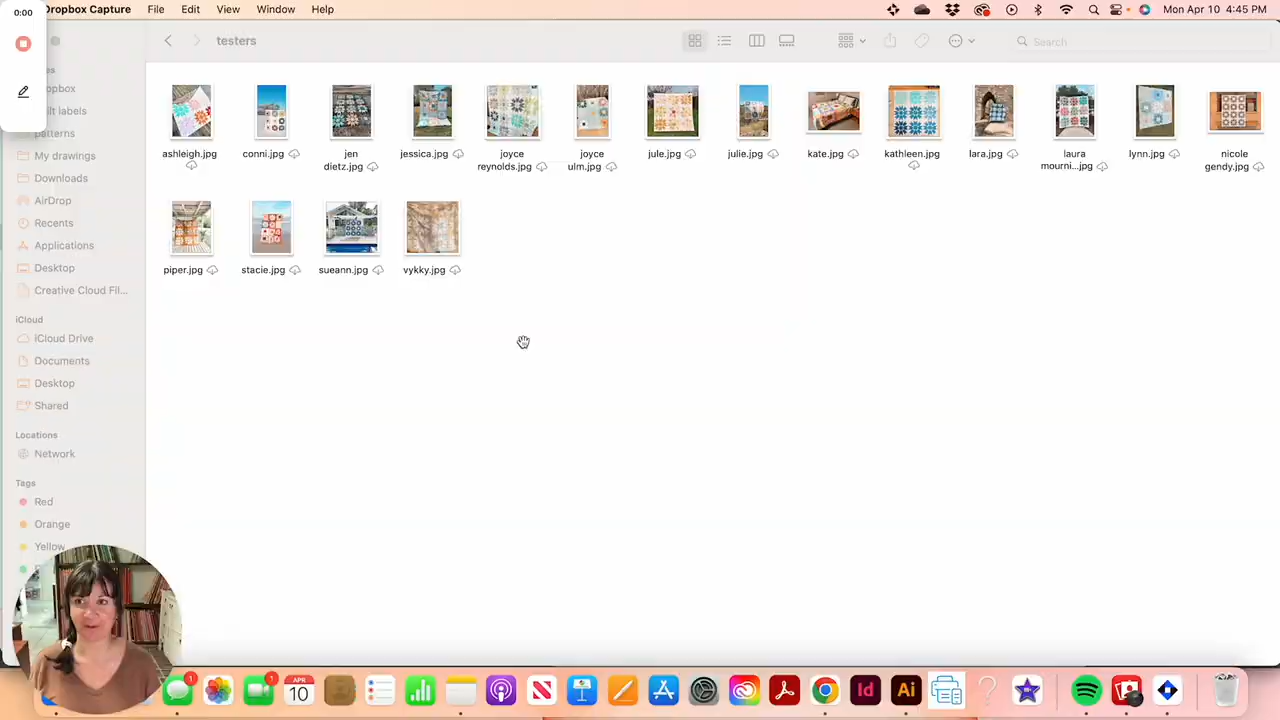 0:00
Dropbox Capture File Edit View Window Help
Mon Apr 10 4:45 PM
testers
Search
My drawings
Downloads
AirDrop
Recents
Applications
Desktop
Creative Cloud Fil...
iCloud
iCloud Drive
Documents
Desktop
Shared
Locations
Network
Tags
Red
Orange
Yellow
patterns
labels
ashleigh.jpg
conni.jpg
jen
dietz.jpg
jessica.jpg
joyce
reynolds.jpg
joyce
ulm.jpg
jule.jpg
julie.jpg
kate.jpg
kathleen.jpg
lara.jpg
laura
mourni...jpg
lynn.jpg
nicole
gendy.jpg
piper.jpg
stacie.jpg
sueann.jpg
vykky.jpg
1
1
APR
10
Id
Ai